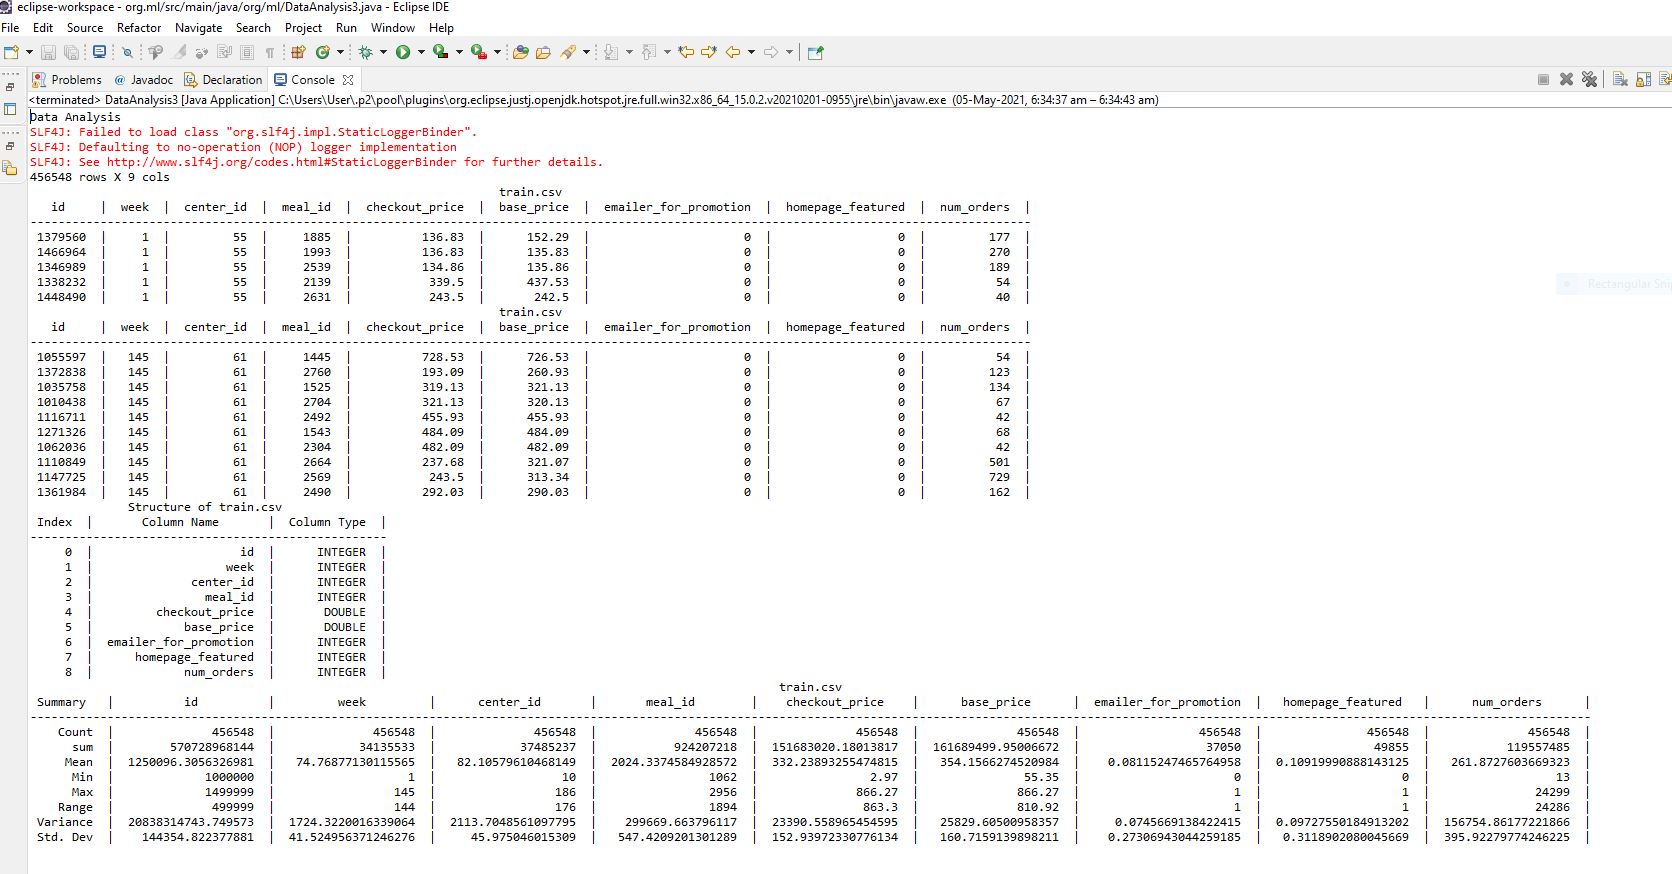 eclipse-workspace - org.ml/src/main/java/org/ml/DataAnalysis3.java - Eclipse IDE
File Edit Source Refactor Navigate Search Project Run Window Help
Problems @ Javadoc Declaration Console
<terminated> DataAnalysis3 [Java Application] C:\Users\User\.p2\pool\plugins\org.eclipse.justj.openjdk.hotspot.jre.full.win32.x86_64_15.0.2.v20210201-0955\jre\bin\javaw.exe (05-May-2021, 6:34:37 am – 6:34:43 am)
Data Analysis
SLF4J: Failed to load class "org.slf4j.impl.StaticLoggerBinder".
SLF4J: Defaulting to no-operation (NOP) logger implementation
SLF4J: See http://www.slf4j.org/codes.html#StaticLoggerBinder for further details.
456548 rows X 9 cols
train.csv
id | week | center_id | meal_id | checkout_price | base_price | emailer_for_promotion | homepage_featured | num_orders |
1379560 | 1 | 55 | 1885 | 136.83 | 152.29 | 0 | 0 | 177 |
1466964 | 1 | 55 | 1993 | 136.83 | 135.83 | 0 | 0 | 270 |
1346989 | 1 | 55 | 2539 | 134.86 | 135.86 | 0 | 0 | 189 |
1338232 | 1 | 55 | 2139 | 339.5 | 437.53 | 0 | 0 | 54 |
1448490 | 1 | 55 | 2631 | 243.5 | 242.5 | 0 | 0 | 40 |
train.csv
id | week | center_id | meal_id | checkout_price | base_price | emailer_for_promotion | homepage_featured | num_orders |
1055597 | 145 | 61 | 1445 | 728.53 | 726.53 | 0 | 0 | 54 |
1372838 | 145 | 61 | 2760 | 193.09 | 260.93 | 0 | 0 | 123 |
1035758 | 145 | 61 | 1525 | 319.13 | 321.13 | 0 | 0 | 134 |
1010438 | 145 | 61 | 2704 | 321.13 | 320.13 | 0 | 0 | 67 |
1116711 | 145 | 61 | 2492 | 455.93 | 455.93 | 0 | 0 | 42 |
1271326 | 145 | 61 | 1543 | 484.09 | 484.09 | 0 | 0 | 68 |
1062036 | 145 | 61 | 2304 | 482.09 | 482.09 | 0 | 0 | 42 |
1110849 | 145 | 61 | 2664 | 237.68 | 321.07 | 0 | 0 | 501 |
1147725 | 145 | 61 | 2569 | 243.5 | 313.34 | 0 | 0 | 729 |
1361984 | 145 | 61 | 2490 | 292.03 | 290.03 | 0 | 0 | 162 |
Structure of train.csv
Index | Column Name | Column Type |
0 | id | INTEGER |
1 | week | INTEGER |
2 | center_id | INTEGER |
3 | meal_id | INTEGER |
4 | checkout_price | DOUBLE |
5 | base_price | DOUBLE |
6 | emailer_for_promotion | INTEGER |
7 | homepage_featured | INTEGER |
8 | num_orders | INTEGER |
train.csv
Summary | id | week | center_id | meal_id | checkout_price | base_price | emailer_for_promotion | homepage_featured | num_orders |
Count | 456548 | 456548 | 456548 | 456548 | 456548 | 456548 | 456548 | 456548 | 456548 |
sum | 570728968144 | 34135533 | 37485237 | 924207218 | 151683020.18013817 | 161689499.95006672 | 37050 | 49855 | 119557485 |
Mean | 1250096.3056326981 | 74.76877130115565 | 82.10579610468149 | 2024.3374584928572 | 332.23893255474815 | 354.1566274520984 | 0.08115247465764958 | 0.10919990888143125 | 261.8727603669323 |
Min | 1000000 | 1 | 10 | 1062 | 2.97 | 55.35 | 0 | 0 | 13 |
Max | 1499999 | 145 | 186 | 2956 | 866.27 | 866.27 | 1 | 1 | 24299 |
Range | 499999 | 144 | 176 | 1894 | 863.3 | 810.92 | 1 | 1 | 24286 |
Variance | 20838314743.749573 | 1724.3220016339064 | 2113.7048561097795 | 299669.663796117 | 23390.558965454595 | 25829.60500958357 | 0.0745669138422415 | 0.09727550184913202 | 156754.86177221866 |
Std. Dev | 144354.822377881 | 41.524956371246276 | 45.975046015309 | 547.4209201301289 | 152.93972330776134 | 160.7159139898211 | 0.27306943044259185 | 0.3118902080045669 | 395.92279774246225 |
Rectangular Snip